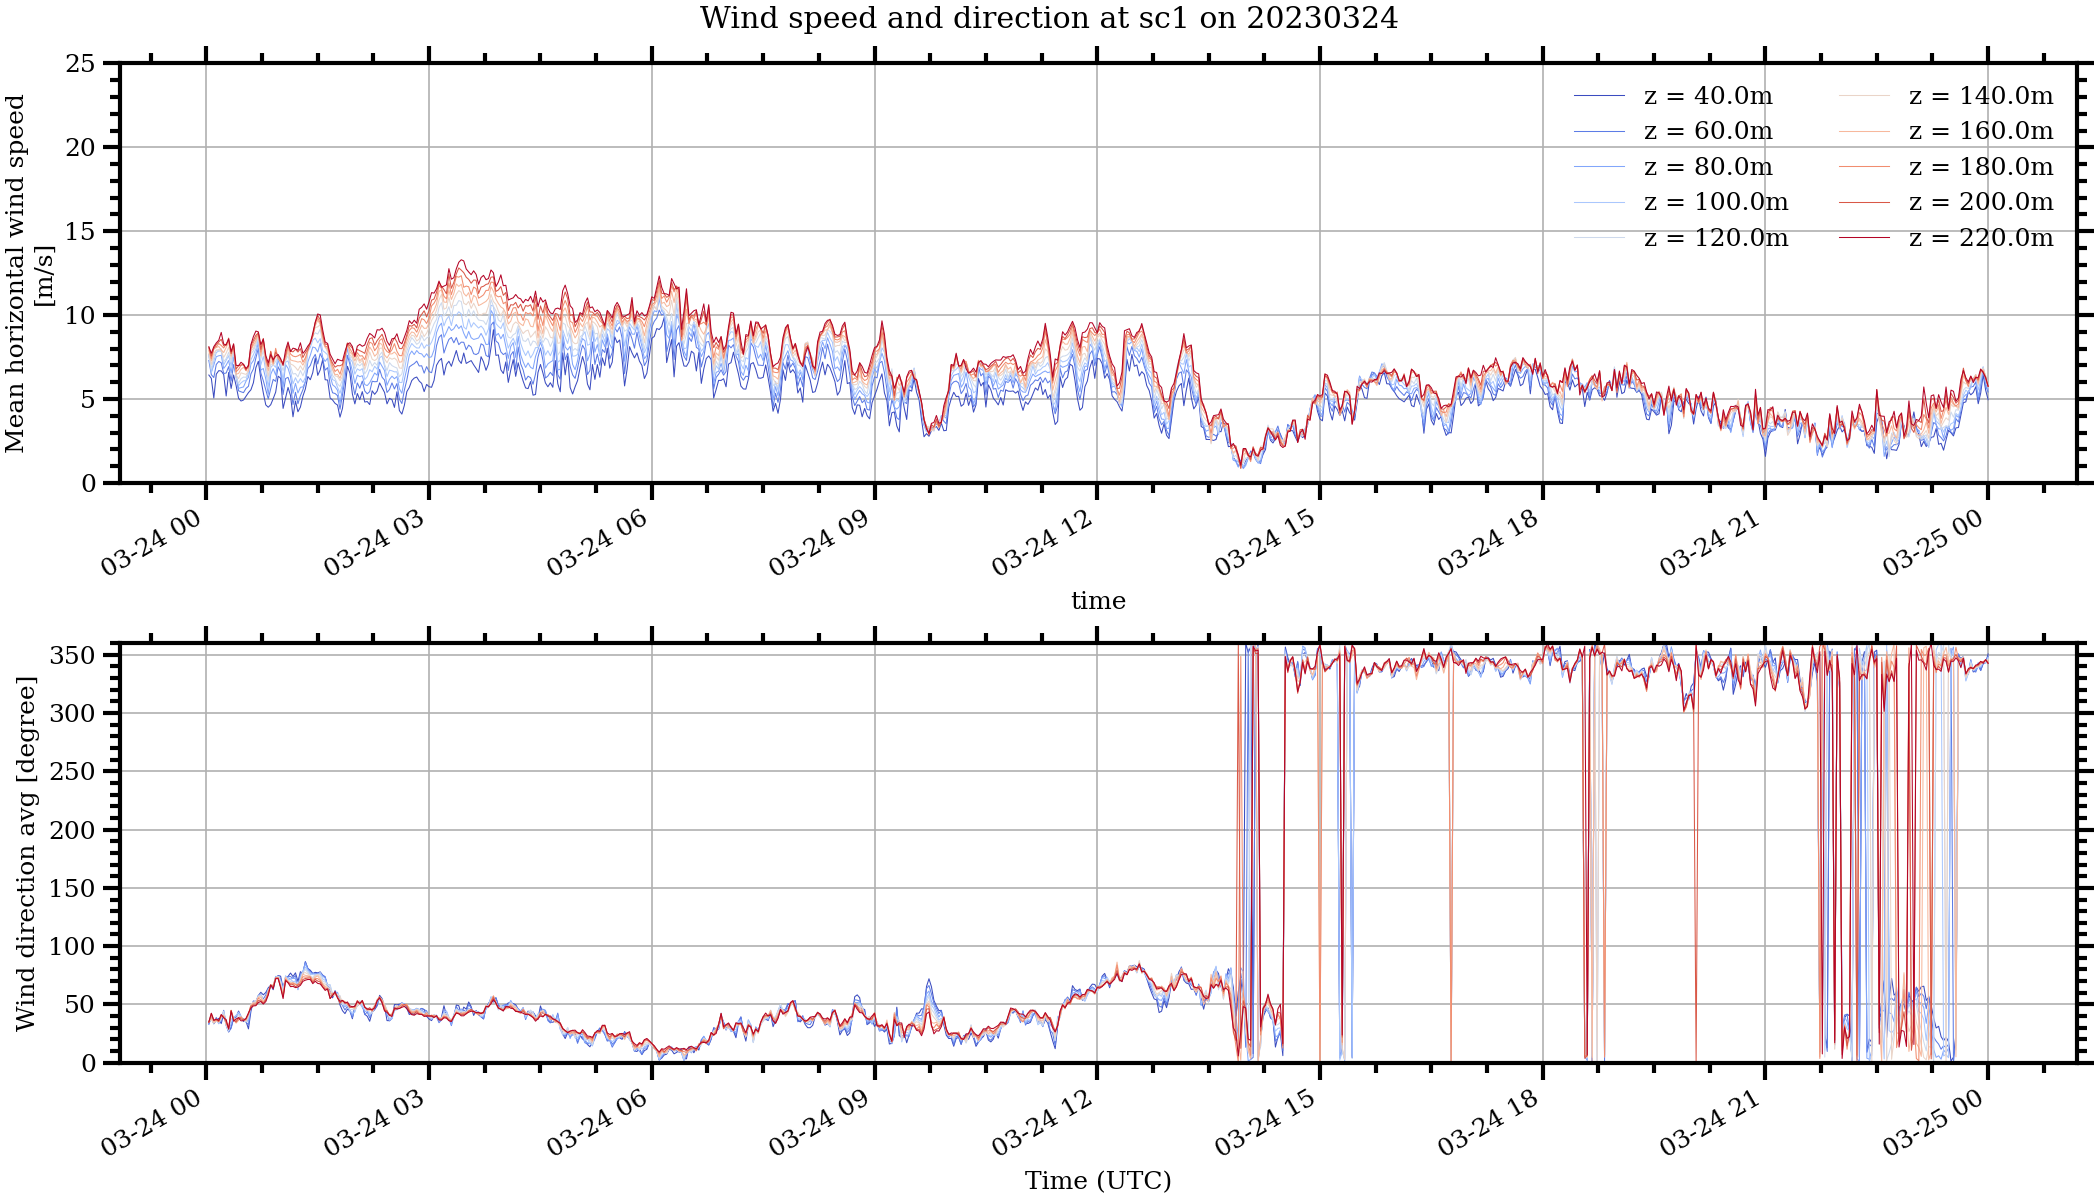 Wind speed and direction at sc1 on 20230324
25
20
15
10
5
0
Mean horizontal wind speed
[m/s]
z = 40.0m
z = 60.0m
z = 80.0m
z = 100.0m
z = 120.0m
z = 140.0m
z = 160.0m
z = 180.0m
z = 200.0m
z = 220.0m
03-24 00
03-24 03
03-24 06
03-24 09
03-24 12
03-24 15
03-24 18
03-24 21
03-25 00
time
350
300
250
200
150
100
50
0
Wind direction avg [degree]
03-24 00
03-24 03
03-24 06
03-24 09
03-24 12
03-24 15
03-24 18
03-24 21
03-25 00
Time (UTC)